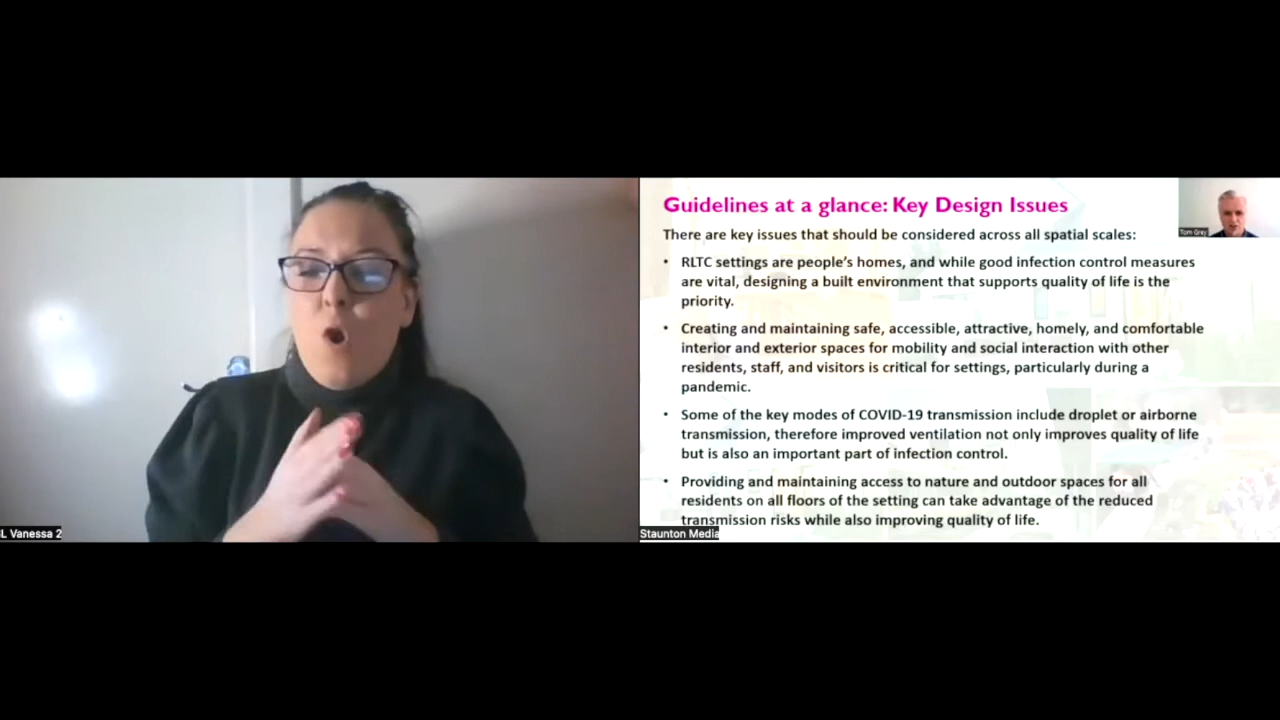 Guidelines at a glance: Key Design Issues
Tom Grey
There are key issues that should be considered across all spatial scales:
• RLTC settings are people's homes, and while good infection control measures
are vital, designing a built environment that supports quality of life is the
priority.
• Creating and maintaining safe, accessible, attractive, homely, and comfortable
interior and exterior spaces for mobility and social interaction with other
residents, staff, and visitors is critical for settings, particularly during a
pandemic.
• Some of the key modes of COVID-19 transmission include droplet or airborne
transmission, therefore improved ventilation not only improves quality of life
but is also an important part of infection control.
• Providing and maintaining access to nature and outdoor spaces for all
residents on all floors of the setting can take advantage of the reduced
transmission risks while also improving quality of life.
L Vanessa 2
Staunton Media